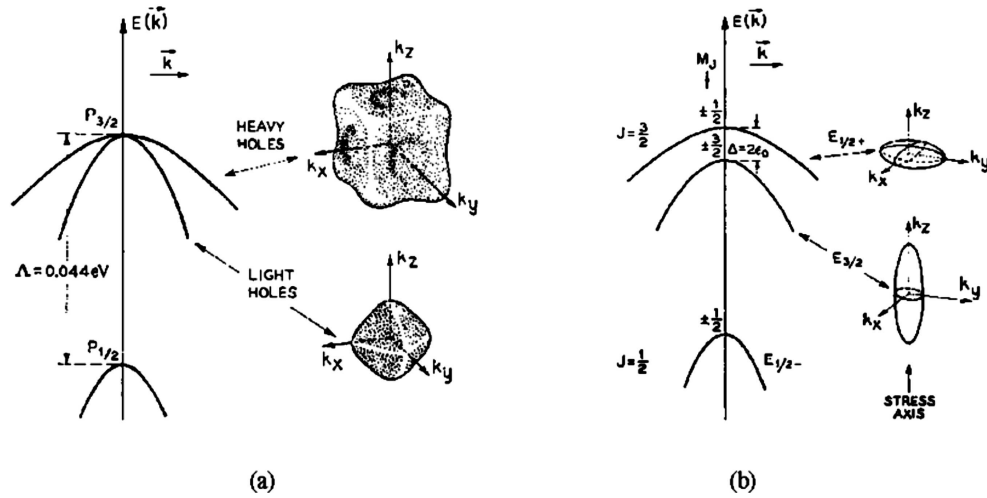 E(k⃗)
k⃗
P3/2
HEAVY
HOLES
kz
kx
ky
Λ = 0.044eV
LIGHT
HOLES
kz
kx
ky
P1/2
(a)
E(k⃗)
MJ
k⃗
±1/2
J=3/2
±3/2
Δ=2ε0
E1/2+
kz
kx
ky
E3/2
kz
kx
ky
±1/2
J=1/2
E1/2-
STRESS
AXIS
(b)